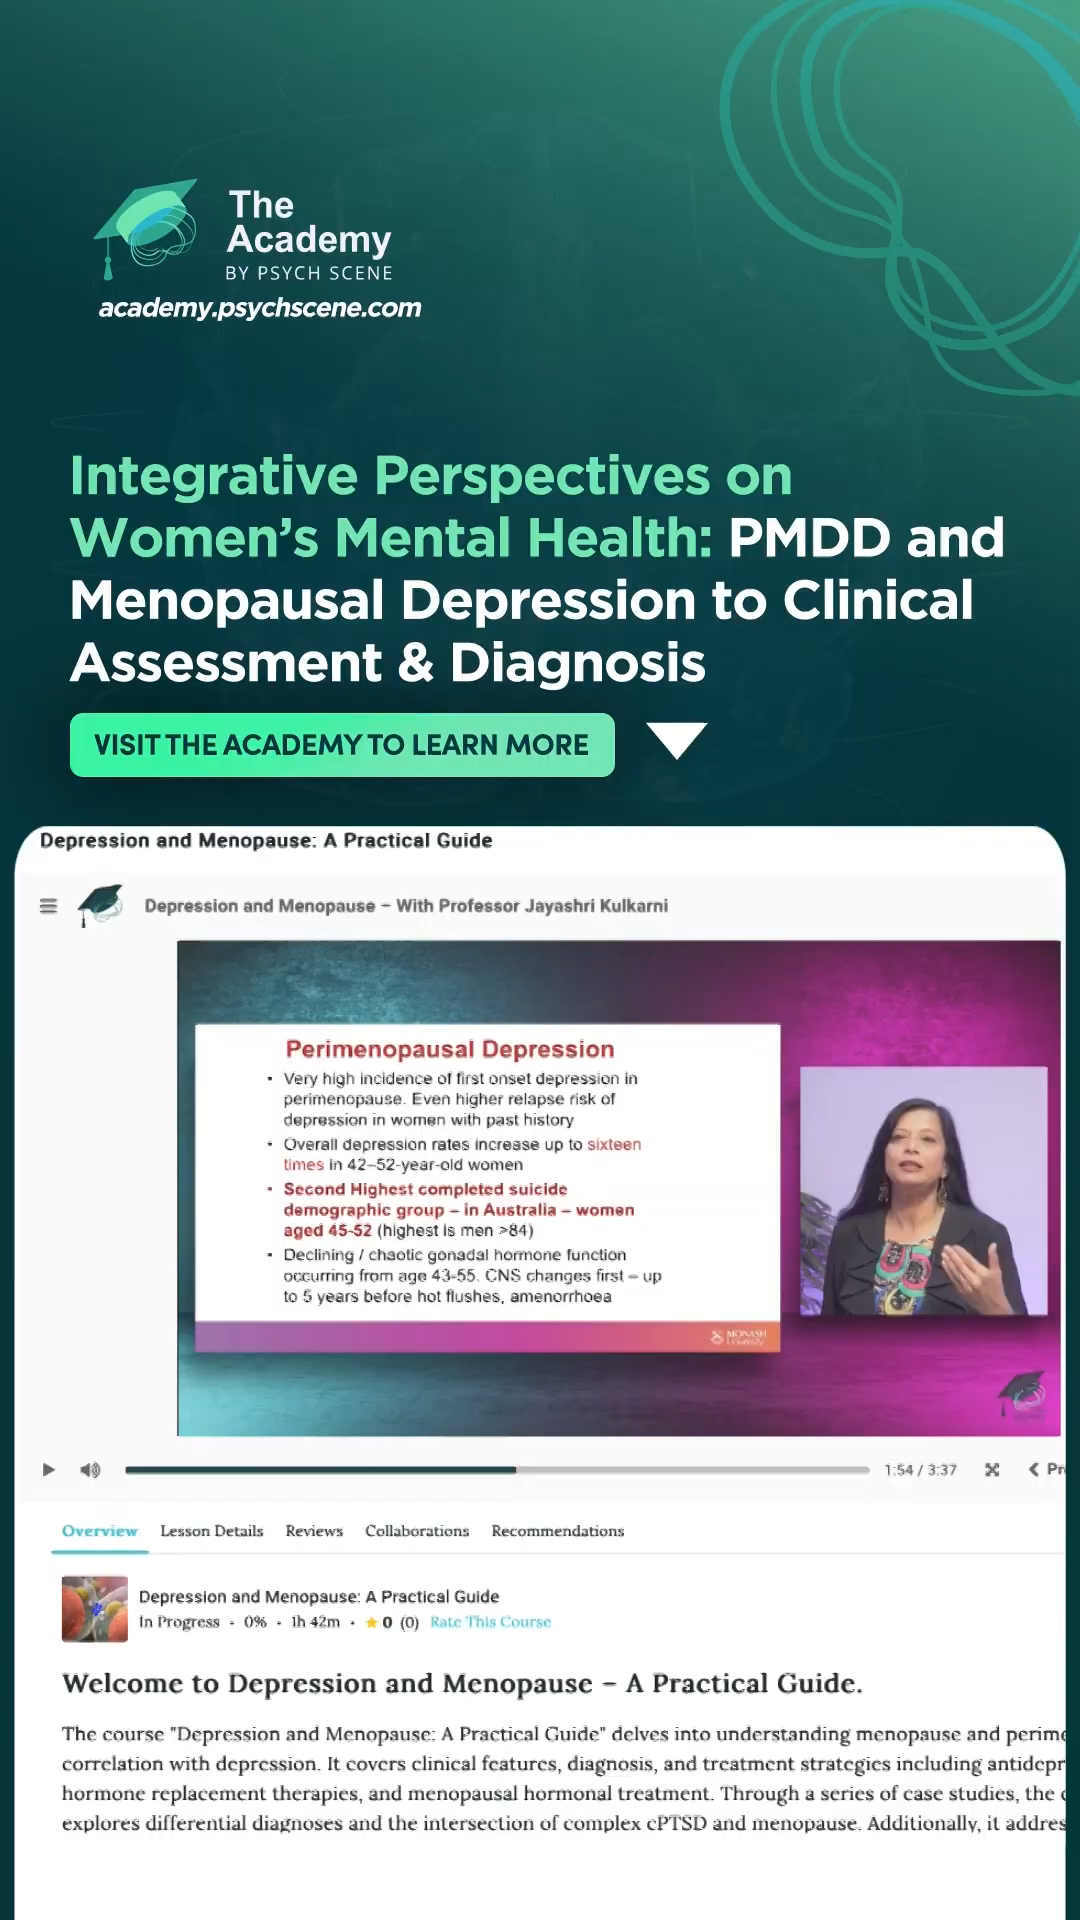 The
Academy
BY PSYCH SCENE
academy.psychscene.com
Integrative Perspectives on
Women's Mental Health: PMDD and
Menopausal Depression to Clinical
Assessment & Diagnosis
VISIT THE ACADEMY TO LEARN MORE
Depression and Menopause: A Practical Guide
Depression and Menopause – With Professor Jayashri Kulkarni
Perimenopausal Depression
• Very high incidence of first onset depression in
perimenopause. Even higher relapse risk of
depression in women with past history
• Overall depression rates increase up to sixteen
times in 42–52-year-old women
• Second Highest completed suicide
demographic group – in Australia – women
aged 45-52 (highest is men >84)
• Declining / chaotic gonadal hormone function
occurring from age 43-55. CNS changes first – up
to 5 years before hot flushes, amenorrhoea
MONASH
University
1:54 / 3:37
Pr
Overview Lesson Details Reviews Collaborations Recommendations
Depression and Menopause: A Practical Guide
In Progress - 0% - 1h 42m · 0 (0) Rate This Course
Welcome to Depression and Menopause – A Practical Guide.
The course "Depression and Menopause: A Practical Guide" delves into understanding menopause and perime
correlation with depression. It covers clinical features, diagnosis, and treatment strategies including antidepr
hormone replacement therapies, and menopausal hormonal treatment. Through a series of case studies, the
explores differential diagnoses and the intersection of complex cPTSD and menopause. Additionally, it addres